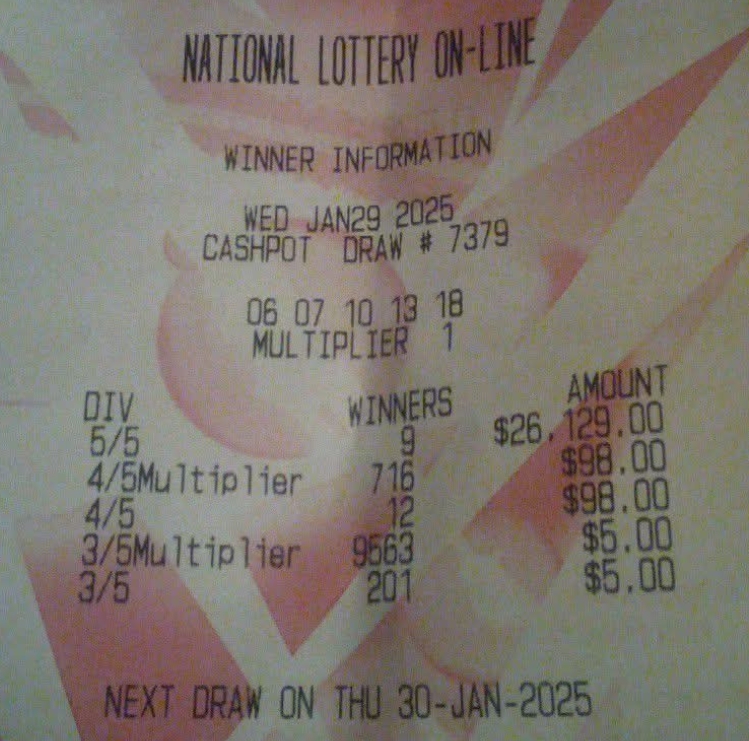 NATIONAL LOTTERY ON-LINE
WINNER INFORMATION
WED JAN29 2025
CASHPOT DRAW # 7379
06 07 10 13 18
MULTIPLIER 1
DIV WINNERS AMOUNT
5/5 9 $26,129.00
4/5Multiplier 716 $98.00
4/5 12 $98.00
3/5Multiplier 9563 $5.00
3/5 201 $5.00
NEXT DRAW ON THU 30-JAN-2025